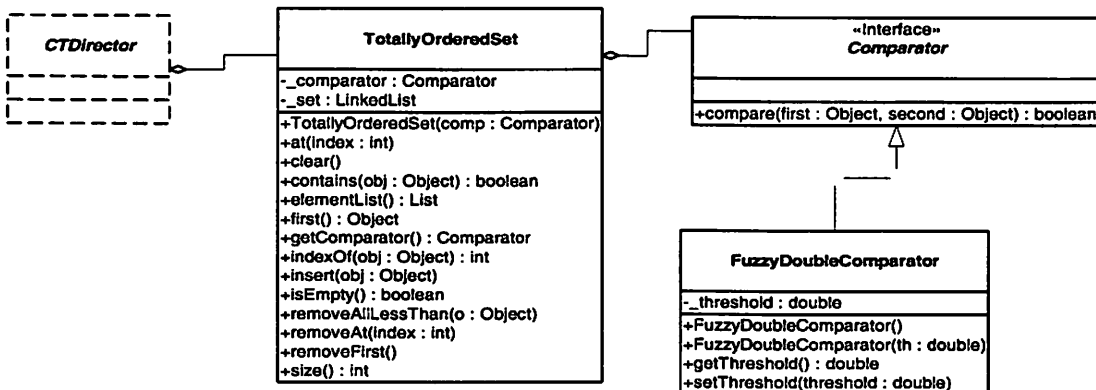 CTDirector
TotallyOrderedSet
-_comparator : Comparator
-_set : LinkedList
+TotallyOrderedSet(comp : Comparator)
+at(index : int)
+clear()
+contains(obj : Object) : boolean
+elementList() : List
+first() : Object
+getComparator() : Comparator
+indexOf(obj : Object) : int
+insert(obj : Object)
+isEmpty() : boolean
+removeAllLessThan(o : Object)
+removeAt(index : int)
+removeFirst()
+size() : int
«Interface»
Comparator
+compare(first : Object, second : Object) : boolean
FuzzyDoubleComparator
-_threshold : double
+FuzzyDoubleComparator()
+FuzzyDoubleComparator(th : double)
+getThreshold() : double
+setThreshold(threshold : double)